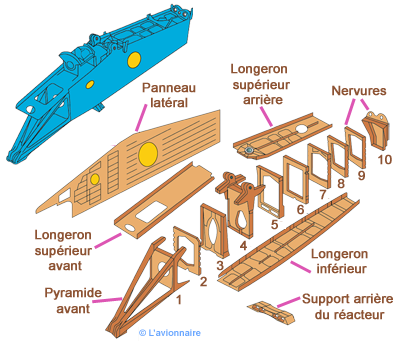 Panneau
latéral
Longeron
supérieur
arrière
Nervures
10
9
8
7
6
5
4
3
2
1
Longeron
supérieur
avant
Pyramide
avant
Longeron
inférieur
Support arrière
du réacteur
© L'avionnaire